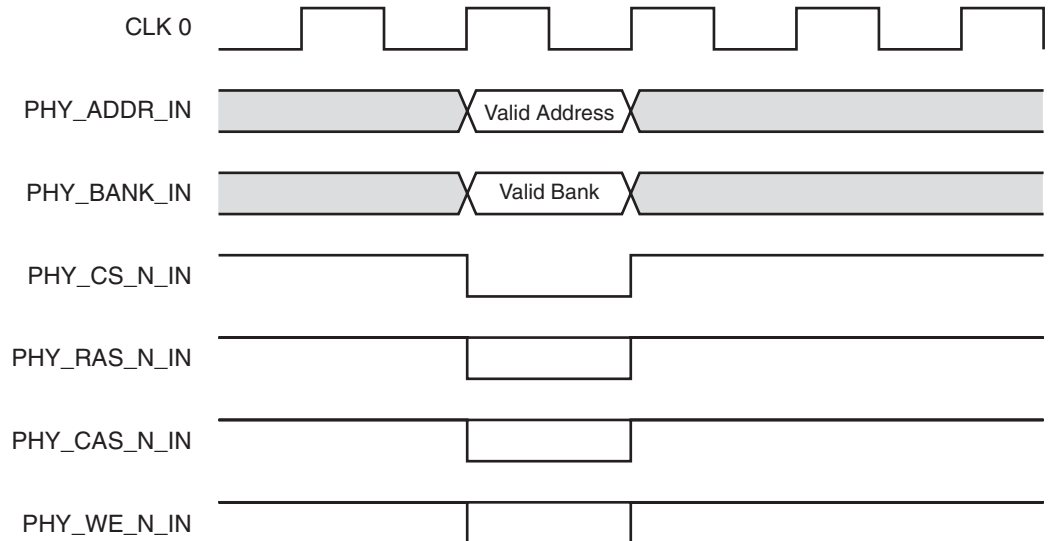 CLK 0
PHY_ADDR_IN
Valid Address
PHY_BANK_IN
Valid Bank
PHY_CS_N_IN
PHY_RAS_N_IN
PHY_CAS_N_IN
PHY_WE_N_IN